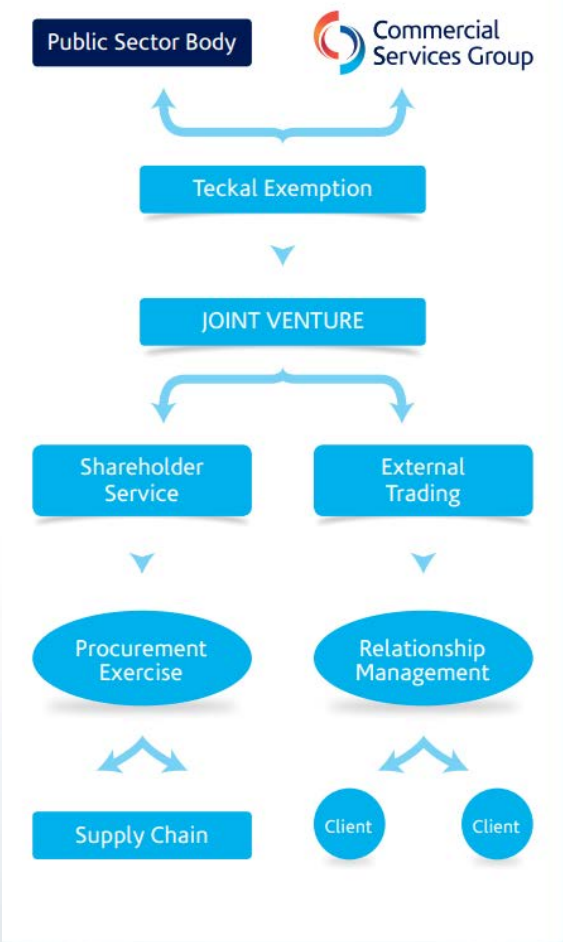 Public Sector Body
Commercial
Services Group
Teckal Exemption
JOINT VENTURE
Shareholder
Service
External
Trading
Procurement
Exercise
Relationship
Management
Supply Chain
Client
Client